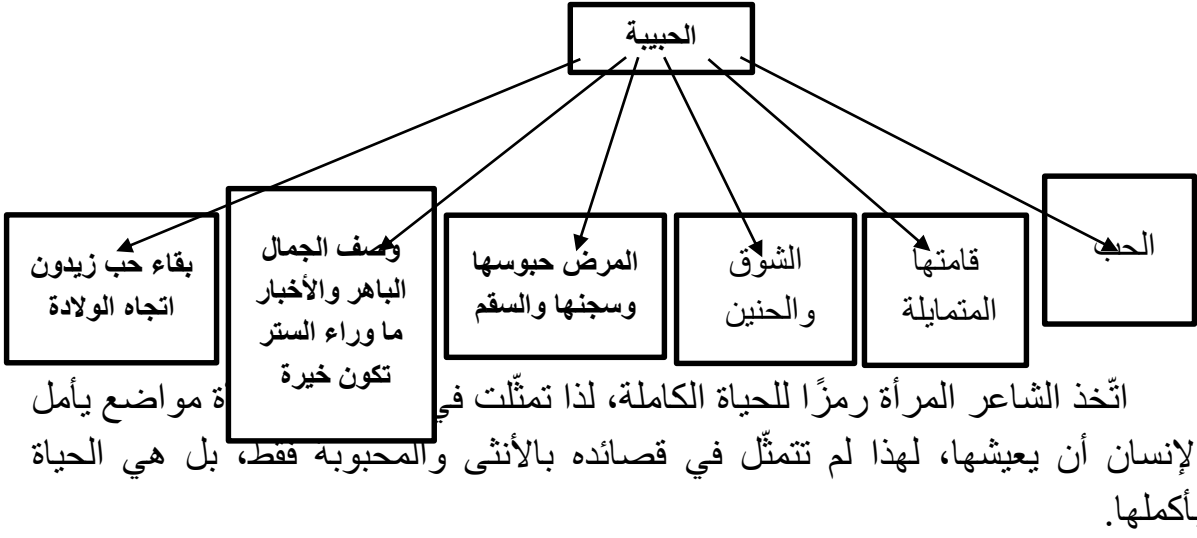 الحبيبة
الحب
قامتها
المتمايلة
الشوق
والحنين
المرض حبوسها
وسجنها والسقم
وصف الجمال
الباهر والأخبار
ما وراء الستر
تكون خيرة
بقاء حب زيدون
اتجاه الولادة
اتّخذ الشاعر المرأة رمزًا للحياة الكاملة، لذا تمثّلت في مواضع يأمل
الإنسان أن يعيشها، لهذا لم تتمثّل في قصائده بالأنثى والمحبوبة فقط، بل هي الحياة
بأكملها.